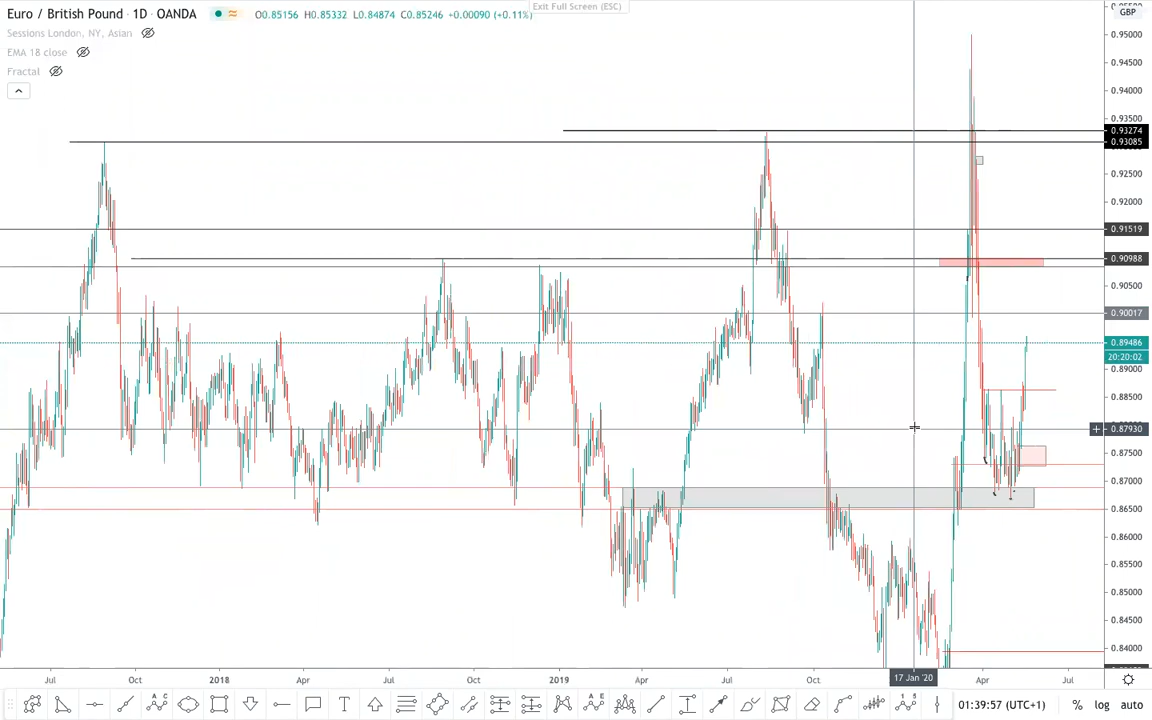 Exit Full Screen (ESC)
Euro / British Pound · 1D · OANDA
O0.85156 H0.85332 L0.84874 C0.85246 +0.00090 (+0.11%)
GBP
Sessions London, NY, Asian
EMA 18 close
Fractal
0.95000
0.94500
0.94000
0.93500
0.93274
0.93085
0.92500
0.92000
0.91519
0.90988
0.90500
0.90017
0.89486
20:20:02
0.89000
0.88500
0.87930
0.87500
0.87000
0.86500
0.86000
0.85500
0.85000
0.84500
0.84000
Jul Oct 2018 Apr Jul Oct 2019 Apr Jul Oct 17 Jan '20 Apr Jul
01:39:57 (UTC+1) % log auto